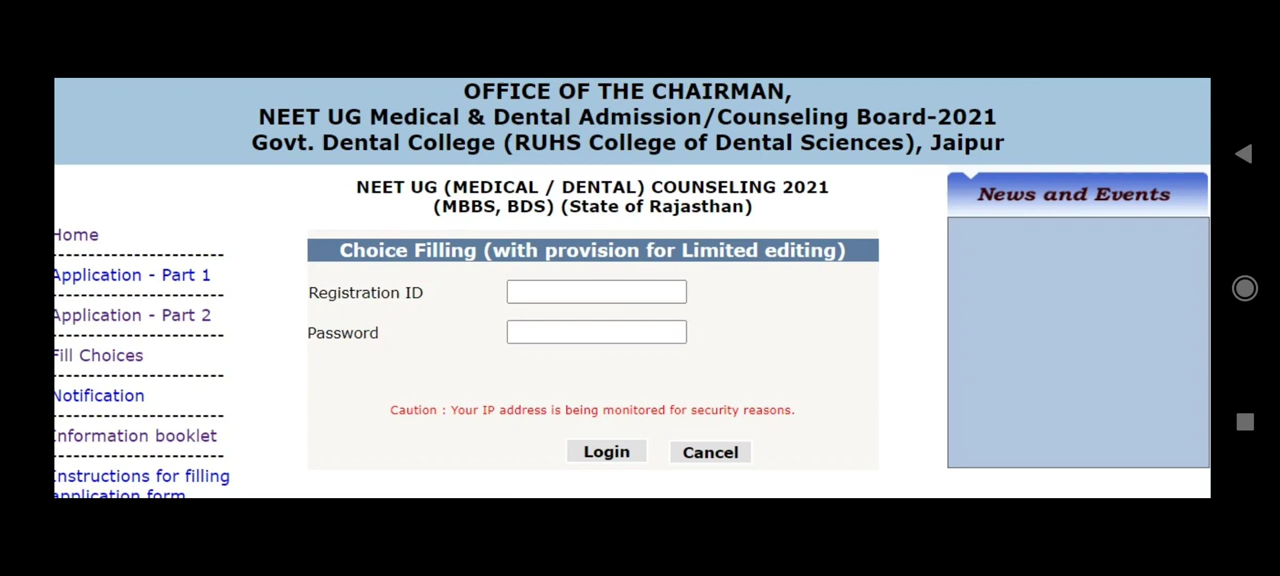 OFFICE OF THE CHAIRMAN,
NEET UG Medical & Dental Admission/Counseling Board-2021
Govt. Dental College (RUHS College of Dental Sciences), Jaipur
NEET UG (MEDICAL / DENTAL) COUNSELING 2021
(MBBS, BDS) (State of Rajasthan)
Home
Application - Part 1
Application - Part 2
Fill Choices
Notification
Information booklet
Instructions for filling
application form
Choice Filling (with provision for Limited editing)
Registration ID
Password
Caution : Your IP address is being monitored for security reasons.
Login Cancel
News and Events